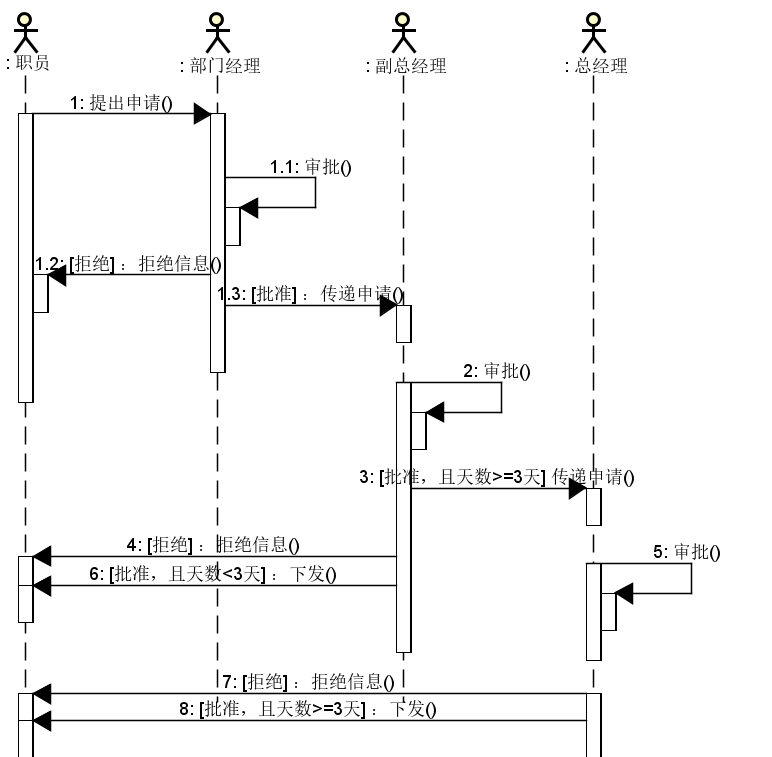 : 职员
: 部门经理
: 副总经理
: 总经理
1: 提出申请()
1.1: 审批()
1.2: [拒绝] ：拒绝信息()
1.3: [批准] ：传递申请()
2: 审批()
3: [批准，且天数>=3天] 传递申请()
4: [拒绝] ：拒绝信息()
5: 审批()
6: [批准，且天数<3天] ：下发()
7: [拒绝] ：拒绝信息()
8: [批准，且天数>=3天] ：下发()